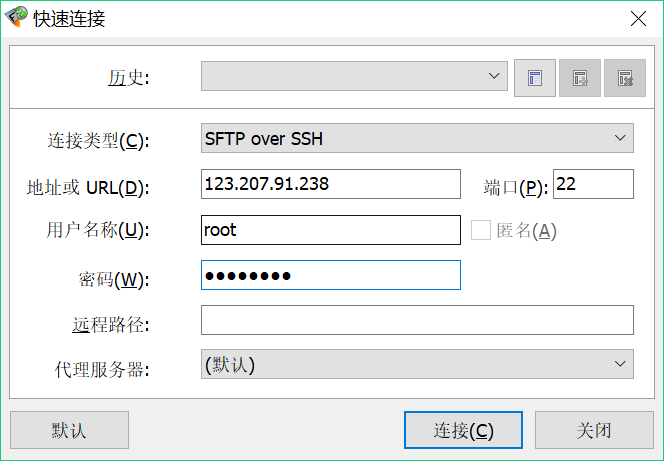 快速连接
历史:
连接类型(C): SFTP over SSH
地址或 URL(D): 123.207.91.238 端口(P): 22
用户名称(U): root 匿名(A)
密码(W): ●●●●●●●●
远程路径:
代理服务器: (默认)
默认 连接(C) 关闭